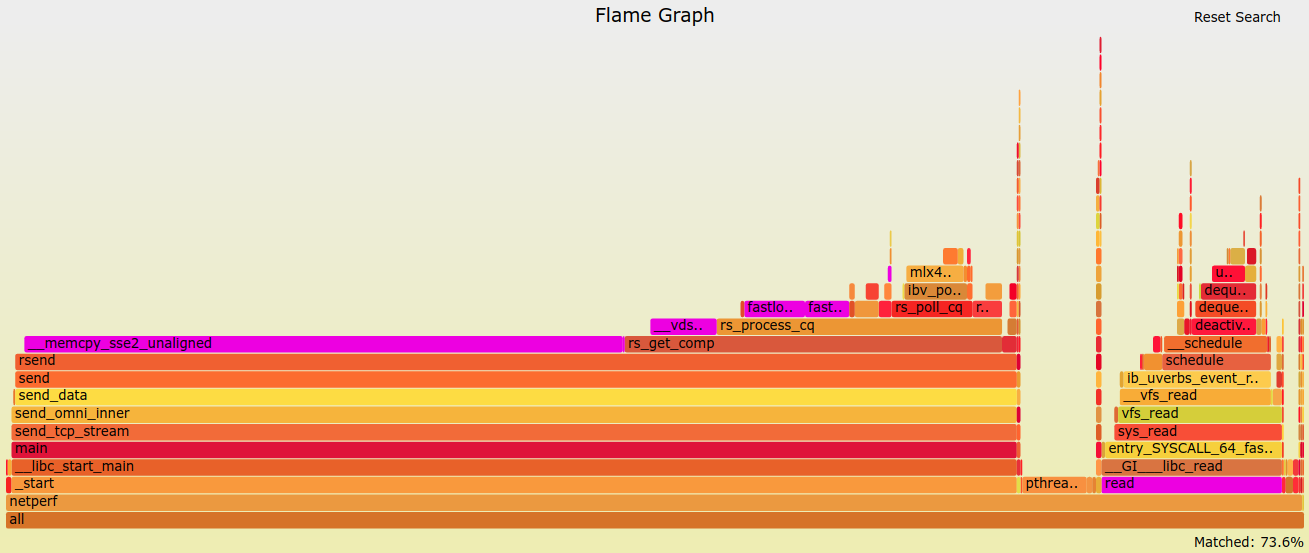 Flame Graph
Reset Search
mlx4.. u..
ibv_po.. dequ..
fastlo.. fast.. rs_poll_cq r.. deque..
__vds.. rs_process_cq deactiv..
__memcpy_sse2_unaligned rs_get_comp __schedule
rsend schedule
send ib_uverbs_event_r..
send_data __vfs_read
send_omni_inner vfs_read
send_tcp_stream sys_read
main entry_SYSCALL_64_fas..
__libc_start_main __GI___libc_read
_start pthrea.. read
netperf
all
Matched: 73.6%